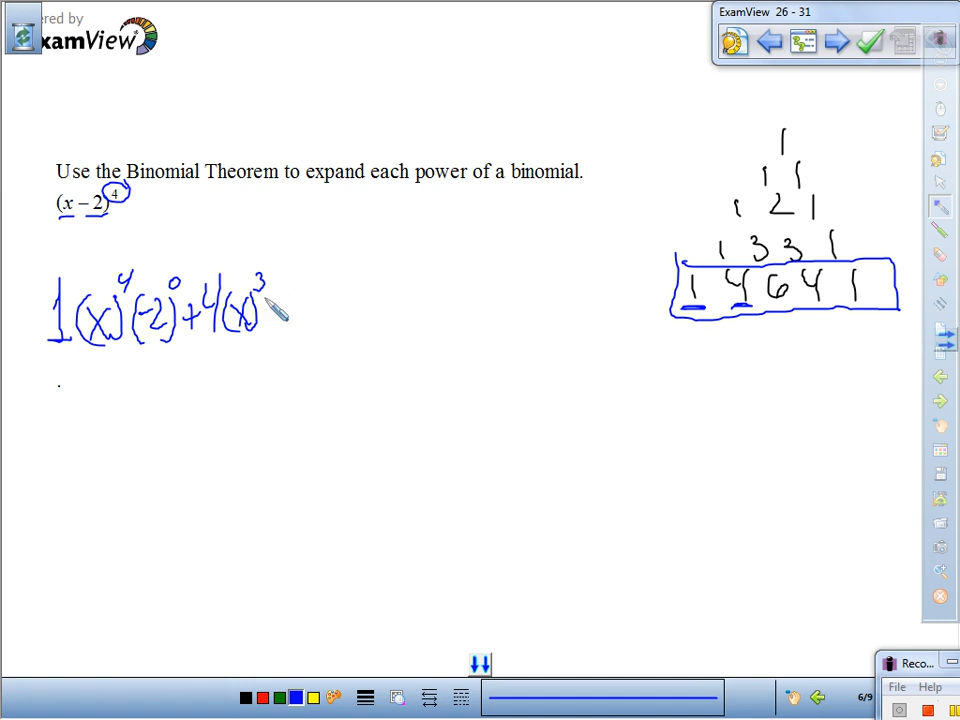 ered by
xamView
ExamView 26 - 31
Use the Binomial Theorem to expand each power of a binomial.
(x − 2)^4
1
1 1
1 2 1
1 3 3 1
1 4 6 4 1
1(x)^4(-2)^0+4(x)^3
.
6/9
Reco...
File Help